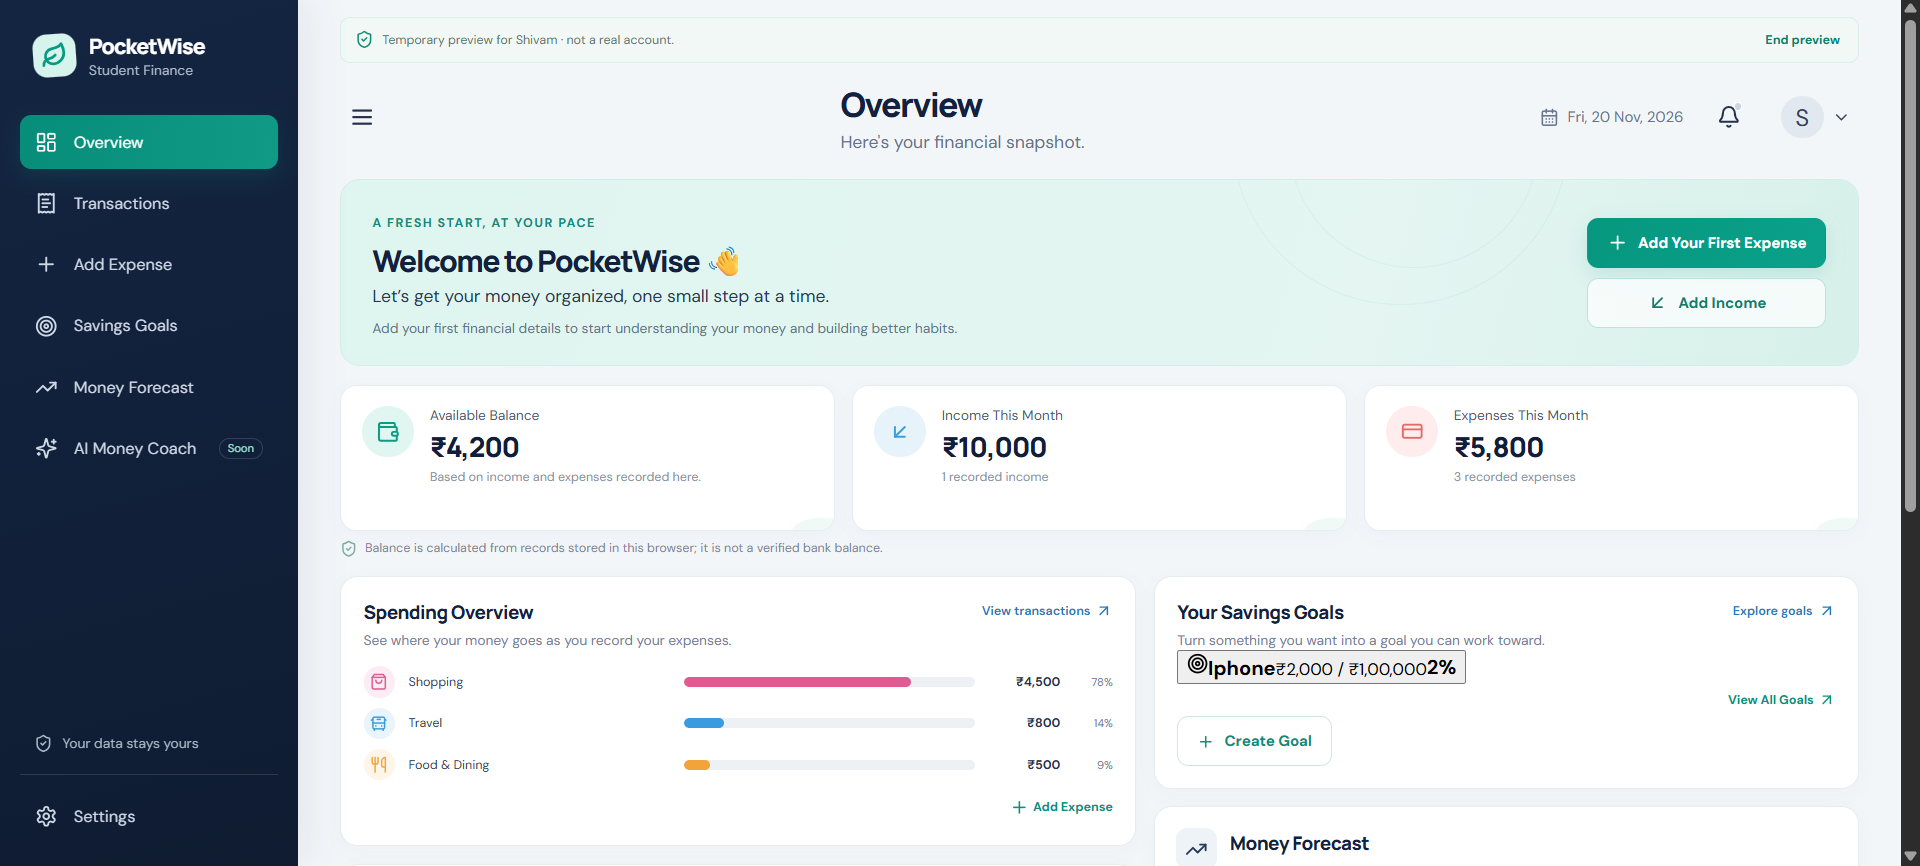 PocketWise
Student Finance
Overview
Transactions
Add Expense
Savings Goals
Money Forecast
AI Money Coach Soon
Your data stays yours
Settings
Temporary preview for Shivam · not a real account.
End preview
Overview
Here's your financial snapshot.
Fri, 20 Nov, 2026
S
A FRESH START, AT YOUR PACE
Welcome to PocketWise 👋
Let’s get your money organized, one small step at a time.
Add your first financial details to start understanding your money and building better habits.
Add Your First Expense
Add Income
Available Balance
₹4,200
Based on income and expenses recorded here.
Income This Month
₹10,000
1 recorded income
Expenses This Month
₹5,800
3 recorded expenses
Balance is calculated from records stored in this browser; it is not a verified bank balance.
Spending Overview
View transactions
See where your money goes as you record your expenses.
Shopping ₹4,500 78%
Travel ₹800 14%
Food & Dining ₹500 9%
Add Expense
Your Savings Goals
Explore goals
Turn something you want into a goal you can work toward.
Iphone₹2,000 / ₹1,00,0002%
View All Goals
Create Goal
Money Forecast